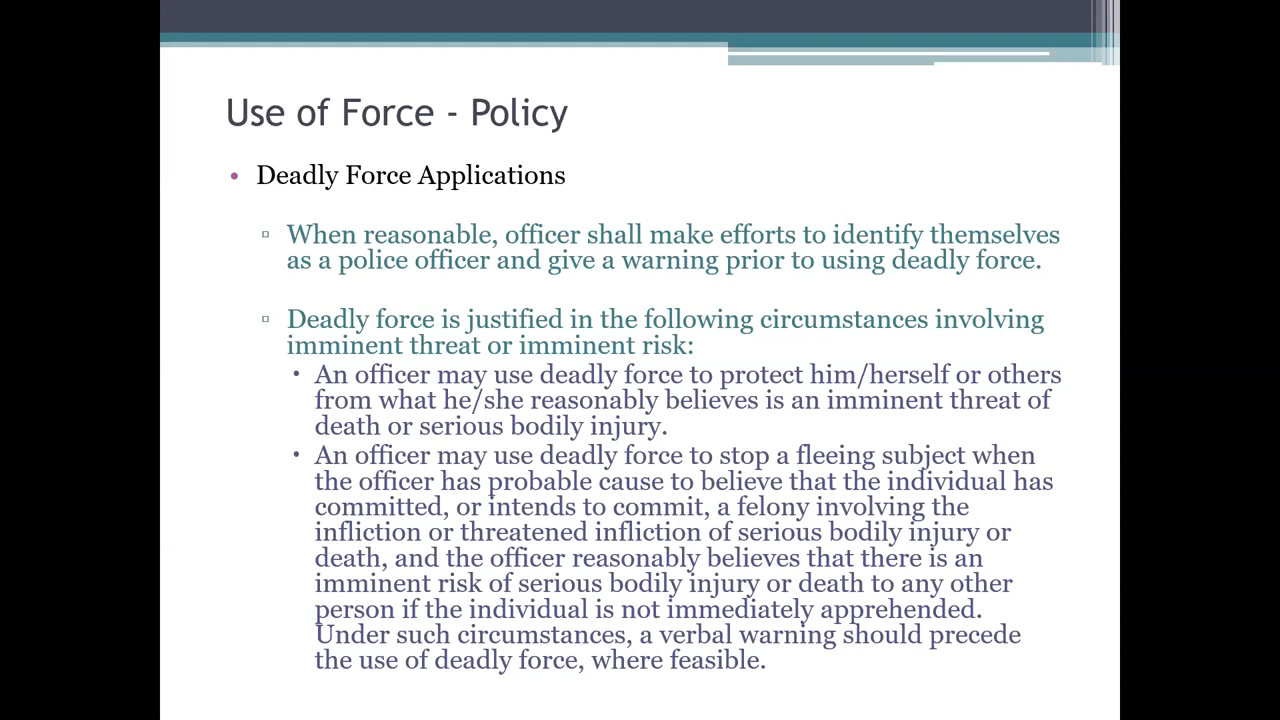 Use of Force - Policy
• Deadly Force Applications
▫ When reasonable, officer shall make efforts to identify themselves
as a police officer and give a warning prior to using deadly force.
▫ Deadly force is justified in the following circumstances involving
imminent threat or imminent risk:
• An officer may use deadly force to protect him/herself or others
from what he/she reasonably believes is an imminent threat of
death or serious bodily injury.
• An officer may use deadly force to stop a fleeing subject when
the officer has probable cause to believe that the individual has
committed, or intends to commit, a felony involving the
infliction or threatened infliction of serious bodily injury or
death, and the officer reasonably believes that there is an
imminent risk of serious bodily injury or death to any other
person if the individual is not immediately apprehended.
Under such circumstances, a verbal warning should precede
the use of deadly force, where feasible.